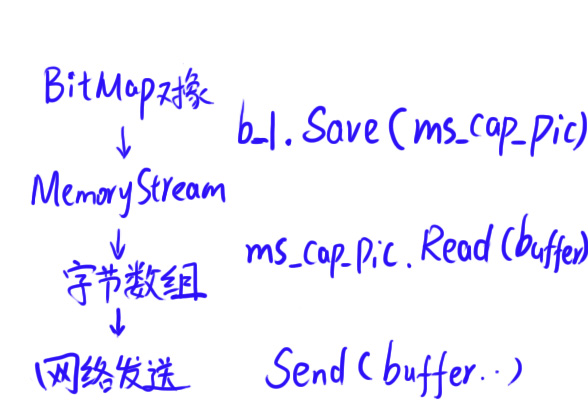 BitMap对像
↓
b_1.Save(ms_cap_pic)
MemoryStream
↓
ms_cap_pic.Read(buffer)
字节数组
↓
网络发送
Send(buffer..)